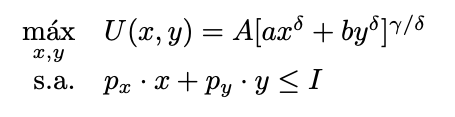 máx U(x, y) = A[ax^δ + by^δ]^{γ/δ}
x,y
s.a. p_x · x + p_y · y ≤ I